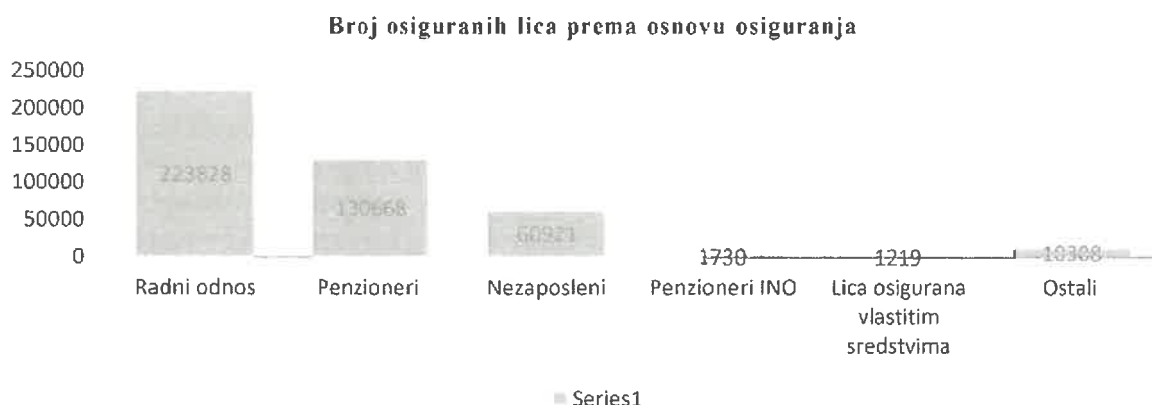 Broj osiguranih lica prema osnovu osiguranja
250000
200000
150000
100000
50000
0
223828
130668
60921
1730
1219
10308
Radni odnos
Penzioneri
Nezaposleni
Penzioneri INO
Lica osigurana
vlastitim
sredstvima
Ostali
Series1